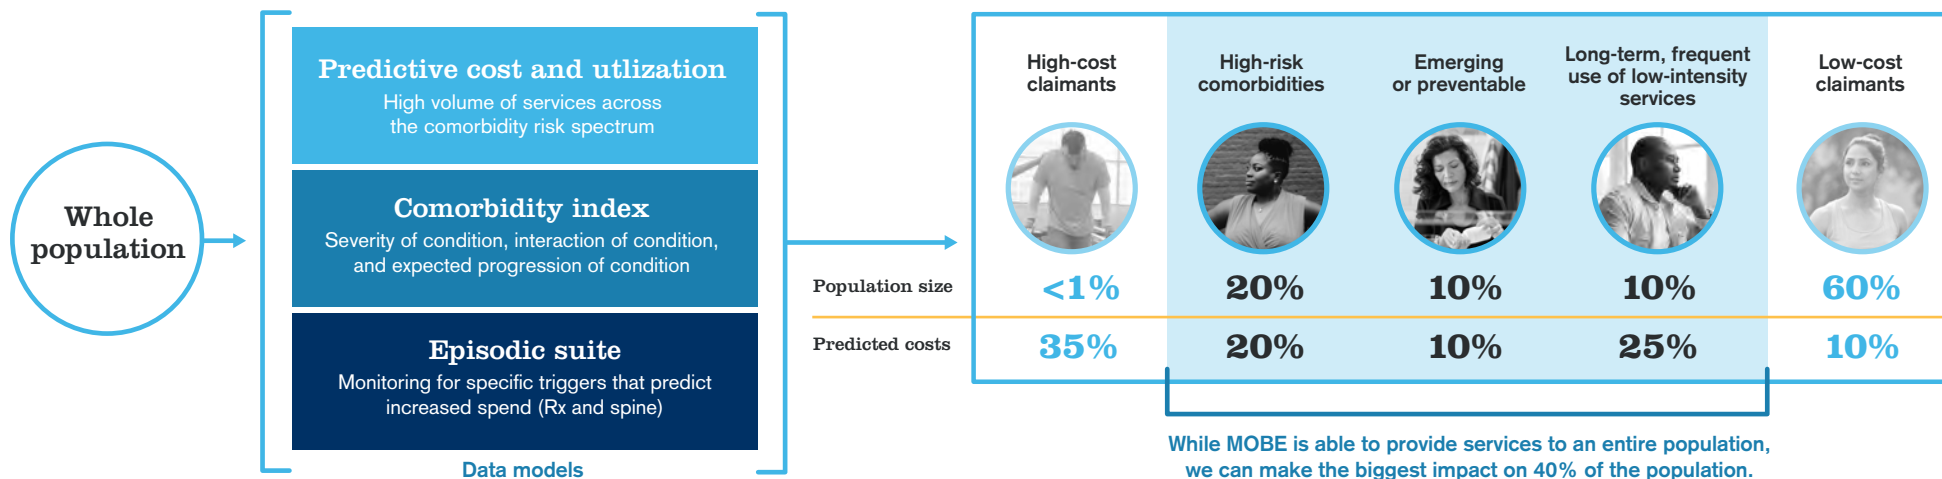 Whole
population
Predictive cost and utlization
High volume of services across
the comorbidity risk spectrum
Comorbidity index
Severity of condition, interaction of condition,
and expected progression of condition
Episodic suite
Monitoring for specific triggers that predict
increased spend (Rx and spine)
Data models
High-cost
claimants
High-risk
comorbidities
Emerging
or preventable
Long-term, frequent
use of low-intensity
services
Low-cost
claimants
Population size
<1%
20%
10%
10%
60%
Predicted costs
35%
20%
10%
25%
10%
While MOBE is able to provide services to an entire population,
we can make the biggest impact on 40% of the population.